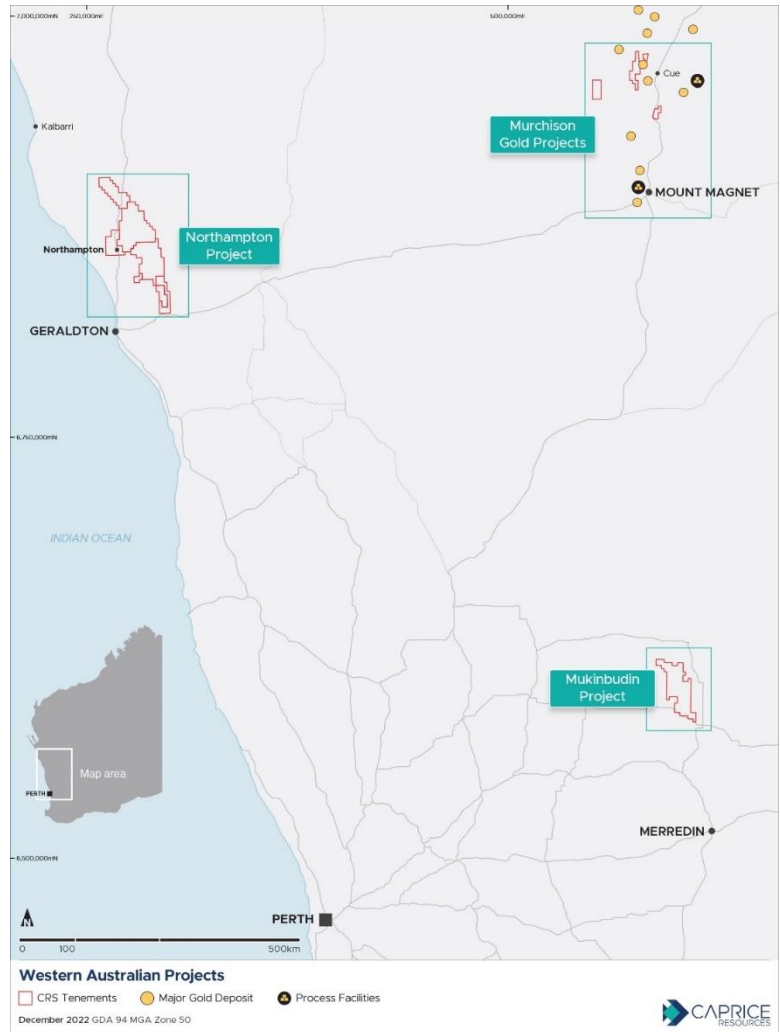 7,000,000mN
250,000mE
500,000mE
Cue
Kalbarri
Murchison
Gold Projects
MOUNT MAGNET
Northampton
Northampton
Project
GERALDTON
6,750,000mN
INDIAN OCEAN
Mukinbudin
Project
Map area
PERTH
MERREDIN
6,500,000mN
PERTH
N
0 100 500km
Western Australian Projects
CRS Tenements Major Gold Deposit Process Facilities
December 2022 GDA 94 MGA Zone 50
CAPRICE
RESOURCES